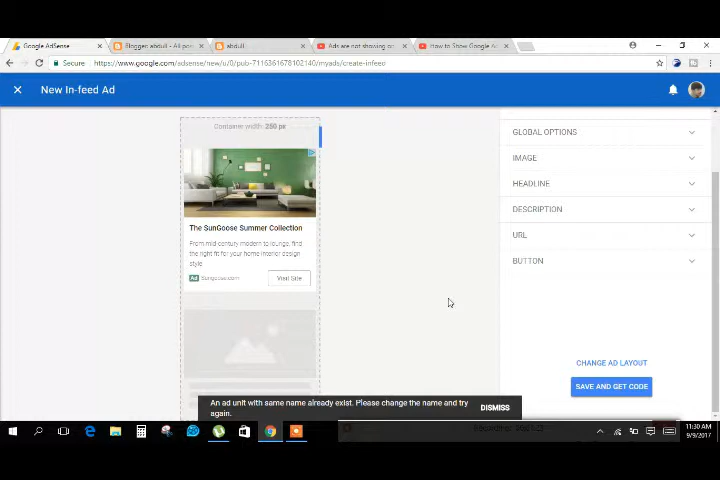 Google AdSense
Blogger: abdull - All po
abdull
Ads are not showing on
How to Show Google A
Secure
https://www.google.com/adsense/new/u/0/pub-7116361678102140/myads/create-infeed
New In-feed Ad
Container width: 250 px
GLOBAL OPTIONS
IMAGE
HEADLINE
The SunGoose Summer Collection
DESCRIPTION
From mid-century modern to lounge, find
the right fit for your home interior design
style.
URL
BUTTON
Ad Sungoose.com
Visit Site
CHANGE AD LAYOUT
SAVE AND GET CODE
An ad unit with same name already exist. Please change the name and try
again.
DISMISS
11:30 AM
9/9/2017